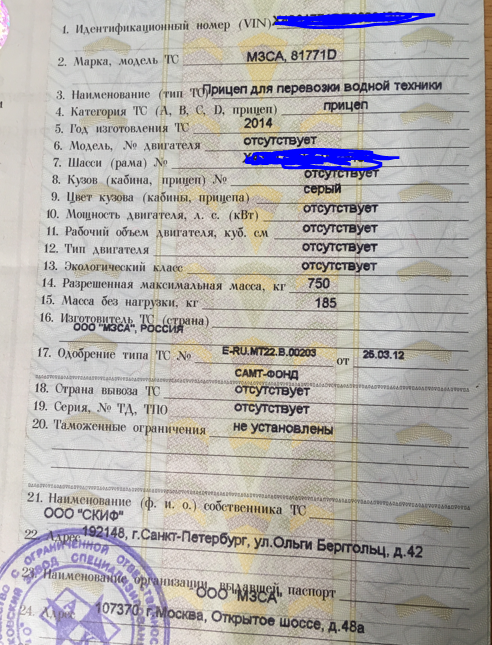 1. Идентификационный номер (VIN)
2. Марка, модель ТС МЗСА, 81771D
3. Наименование (тип ТС) Прицеп для перевозки водной техники
4. Категория ТС (А, В, С, D, прицеп) прицеп
5. Год изготовления ТС 2014
6. Модель, № двигателя отсутствует
7. Шасси (рама) №
8. Кузов (кабина, прицеп) № отсутствует
9. Цвет кузова (кабины, прицепа) серый
10. Мощность двигателя, л. с. (кВт) отсутствует
11. Рабочий объем двигателя, куб. см отсутствует
12. Тип двигателя отсутствует
13. Экологический класс отсутствует
14. Разрешенная максимальная масса, кг 750
15. Масса без нагрузки, кг 185
16. Изготовитель ТС (страна)
ООО "МЗСА", РОССИЯ
17. Одобрение типа ТС № E-RU.MT22.B.00203 от 25.03.12
САМТ-ФОНД
18. Страна вывоза ТС отсутствует
19. Серия, № ТД, ТПО отсутствует
20. Таможенные ограничения не установлены
21. Наименование (ф. и. о.) собственника ТС
ООО "СКИФ"
22. Адрес 192148, г.Санкт-Петербург, ул.Ольги Берггольц, д.42
23. Наименование организации, выдавшей паспорт
ООО "МЗСА"
24. Адрес 107370, г.Москва, Открытое шоссе, д.48а